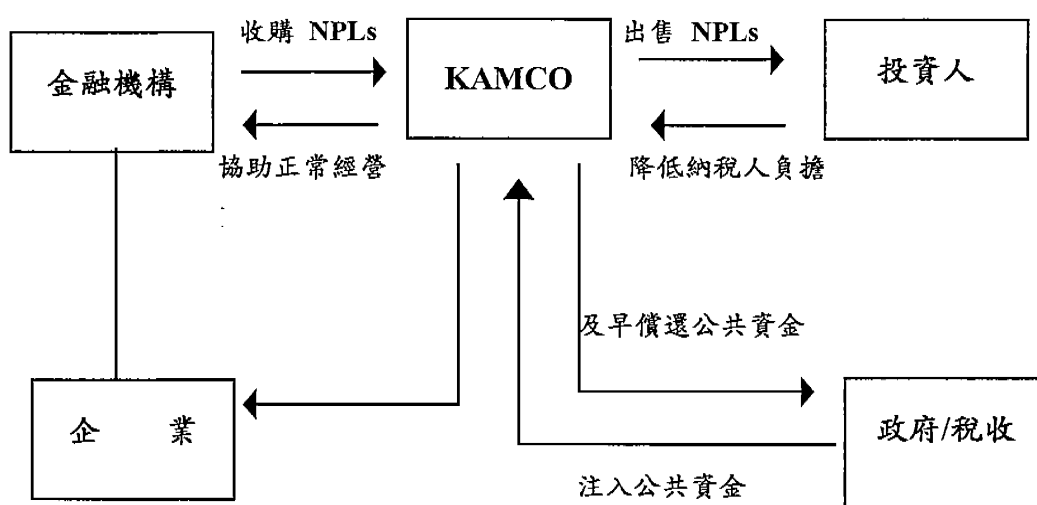 收購 NPLs
出售 NPLs
金融機構
KAMCO
投資人
協助正常經營
降低納稅人負擔
及早償還公共資金
企 業
政府/稅收
注入公共資金